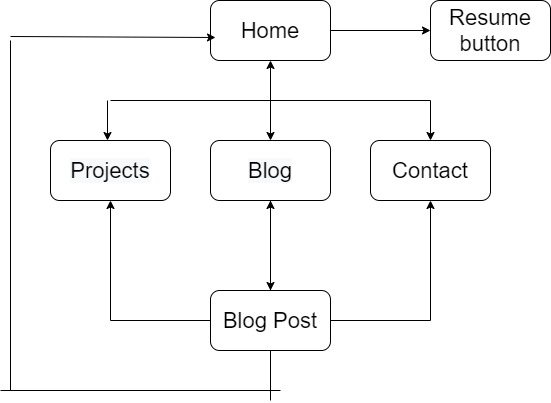 Home
Resume
button
Projects
Blog
Contact
Blog Post